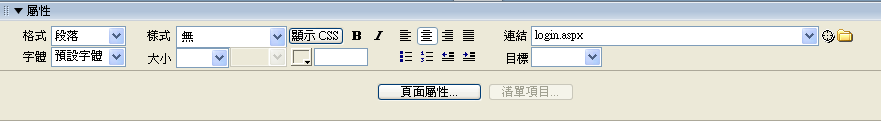 屬性
格式 段落 樣式 無 顯示 CSS B I 連結 login.aspx
字體 預設字體 大小 目標
頁面屬性... 清單項目...